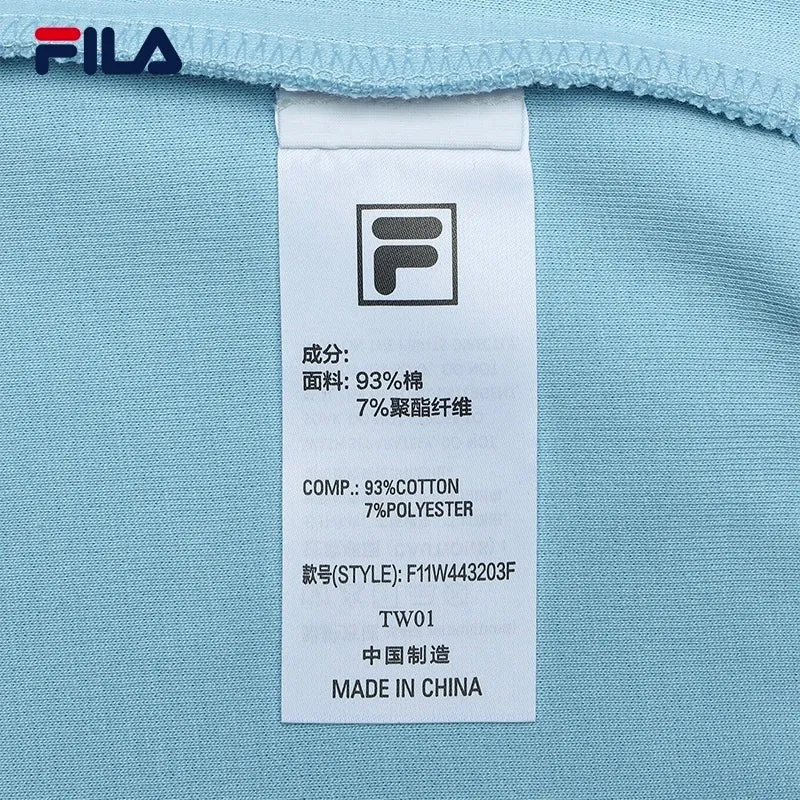 FILA
F
成分:
面料: 93%棉
7%聚酯纤维
COMP.: 93%COTTON
7%POLYESTER
款号(STYLE): F11W443203F
TW01
中国制造
MADE IN CHINA